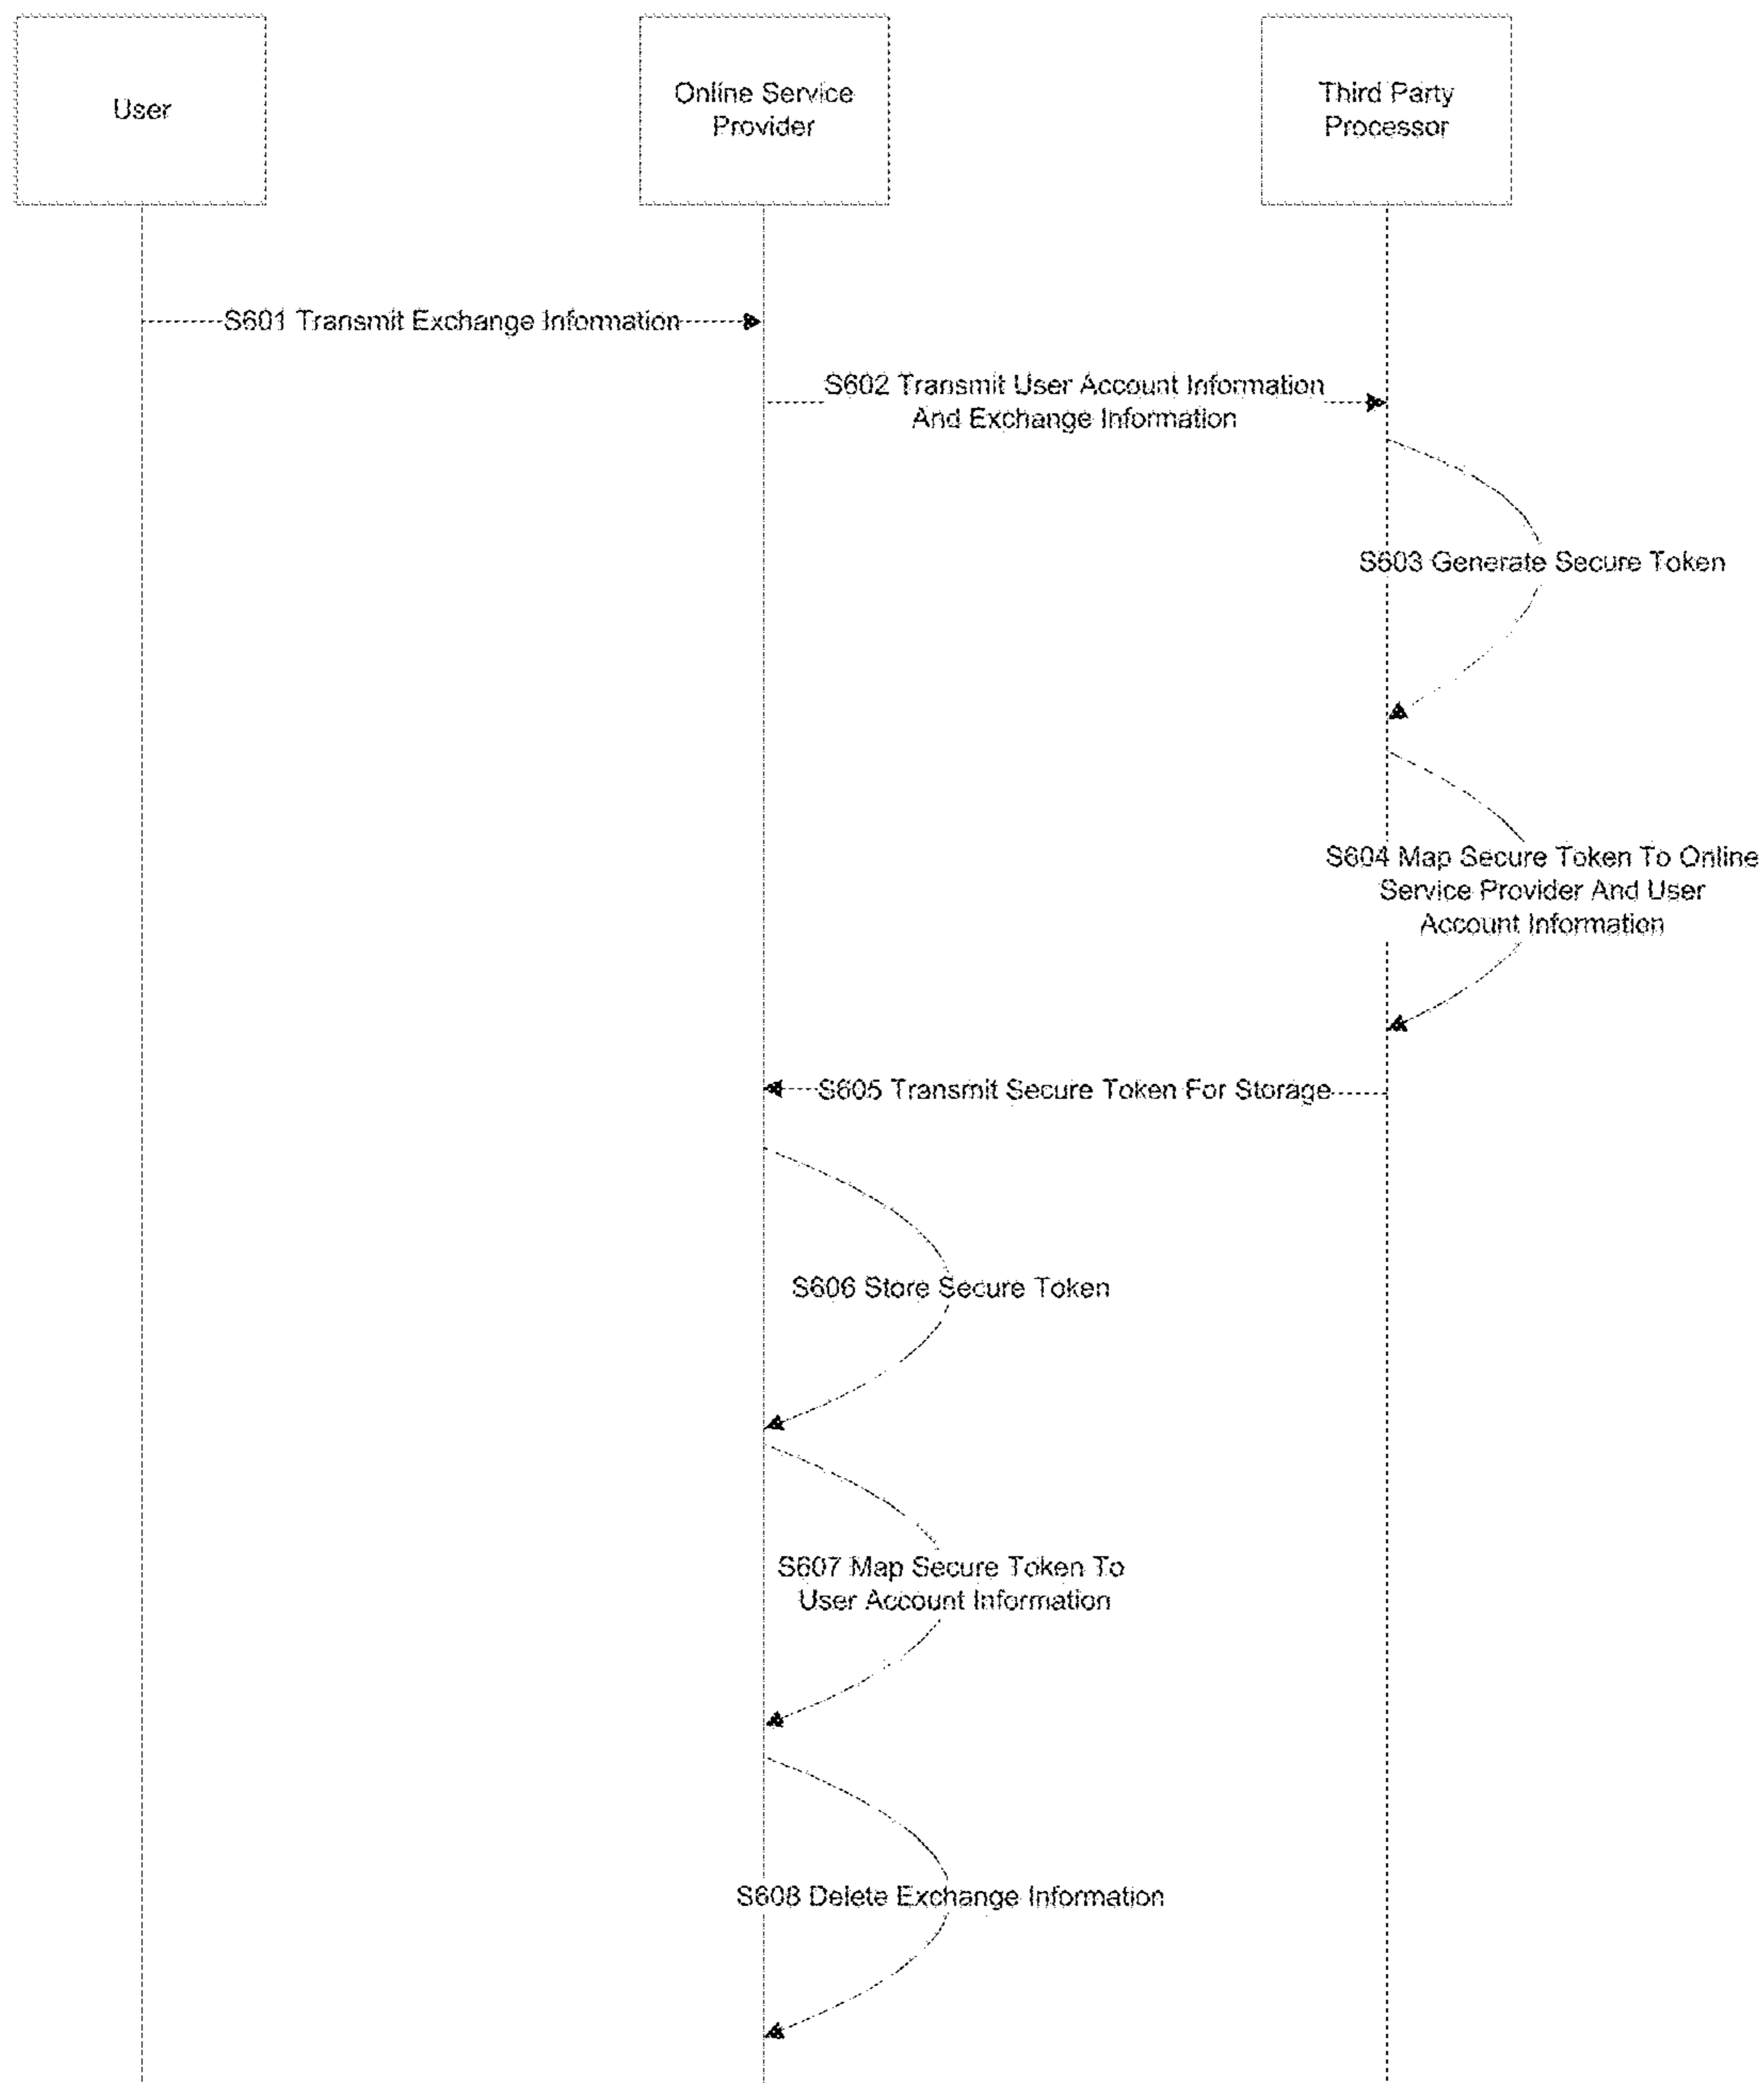 User
Online Service
Provider
Third Party
Processor
S601 Transmit Exchange Information
S602 Transmit User Account Information
And Exchange Information
S603 Generate Secure Token
S604 Map Secure Token To Online
Service Provider And User
Account Information
S605 Transmit Secure Token For Storage
S606 Store Secure Token
S607 Map Secure Token To
User Account Information
S608 Delete Exchange Information